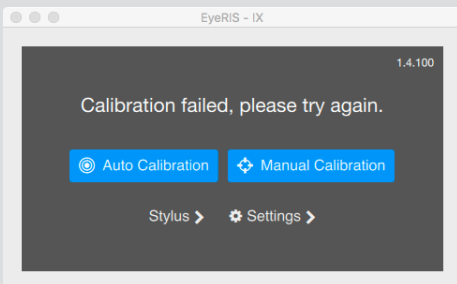 EyeRIS - IX
1.4.100
Calibration failed, please try again.
Auto Calibration Manual Calibration
Stylus Settings